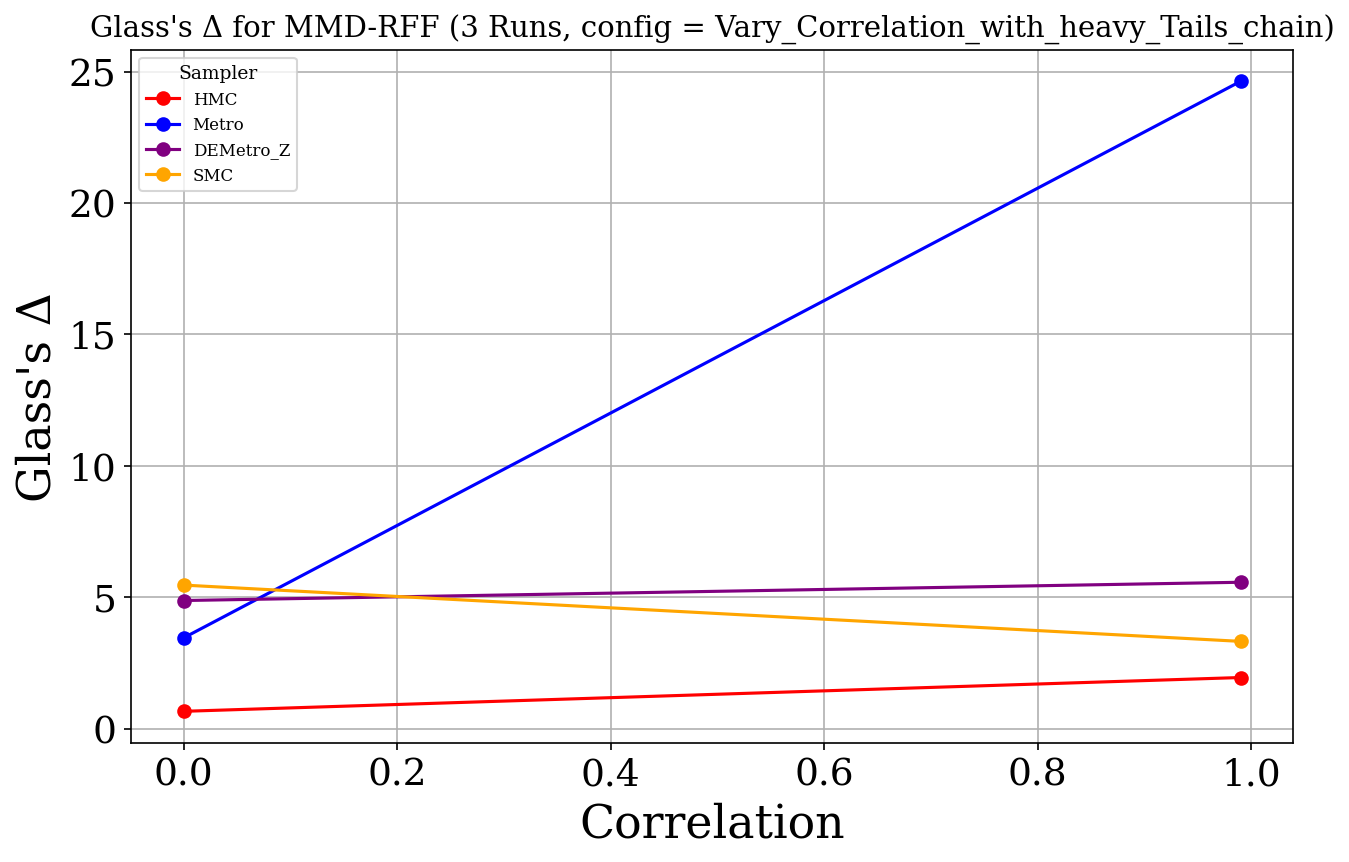 Glass's Δ for MMD-RFF (3 Runs, config = Vary_Correlation_with_heavy_Tails_chain)
Sampler
HMC
Metro
DEMetro_Z
SMC
Glass's Δ
25
20
15
10
5
0
0.0 0.2 0.4 0.6 0.8 1.0
Correlation